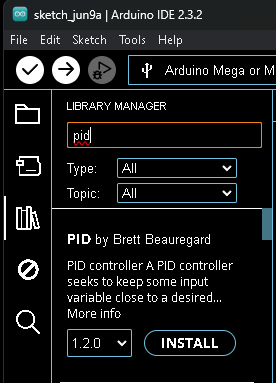 sketch_jun9a | Arduino IDE 2.3.2
File Edit Sketch Tools Help
Arduino Mega or M
LIBRARY MANAGER
pid
Type: All
Topic: All
PID by Brett Beauregard
PID controller A PID controller
seeks to keep some input
variable close to a desired...
More info
1.2.0 INSTALL